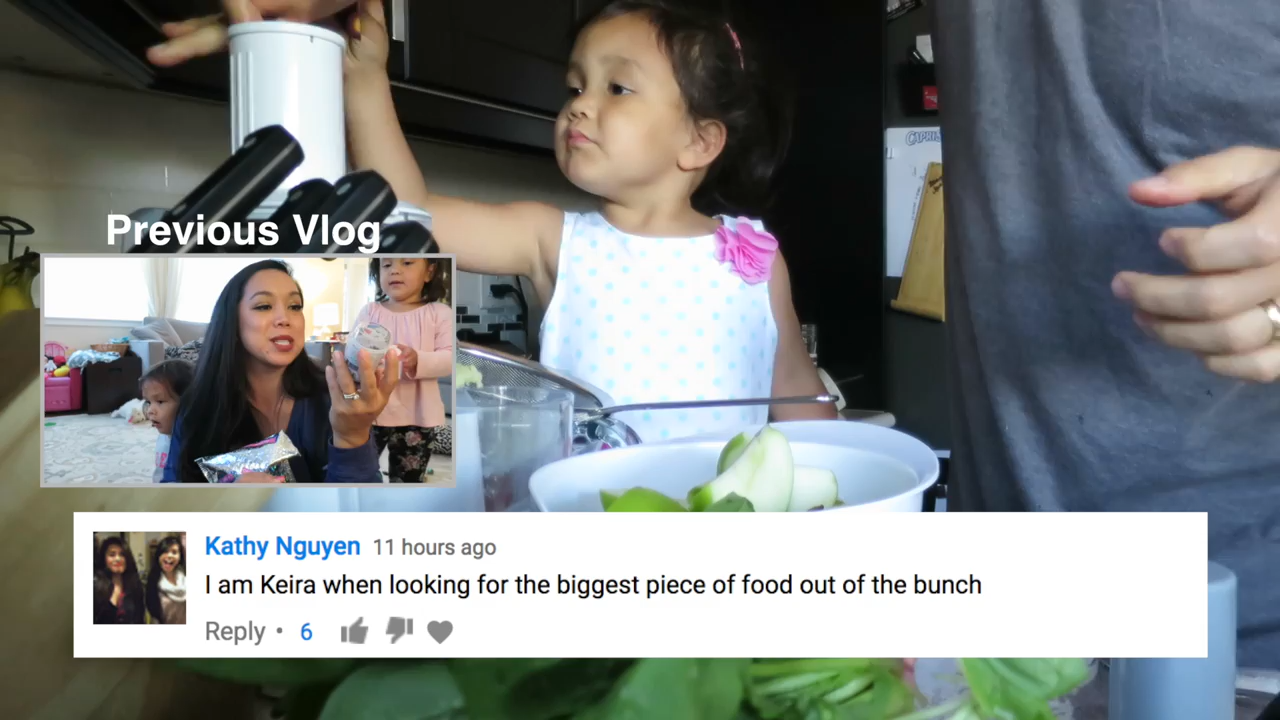 CAPRIS
Previous Vlog
Kathy Nguyen 11 hours ago
I am Keira when looking for the biggest piece of food out of the bunch
Reply • 6